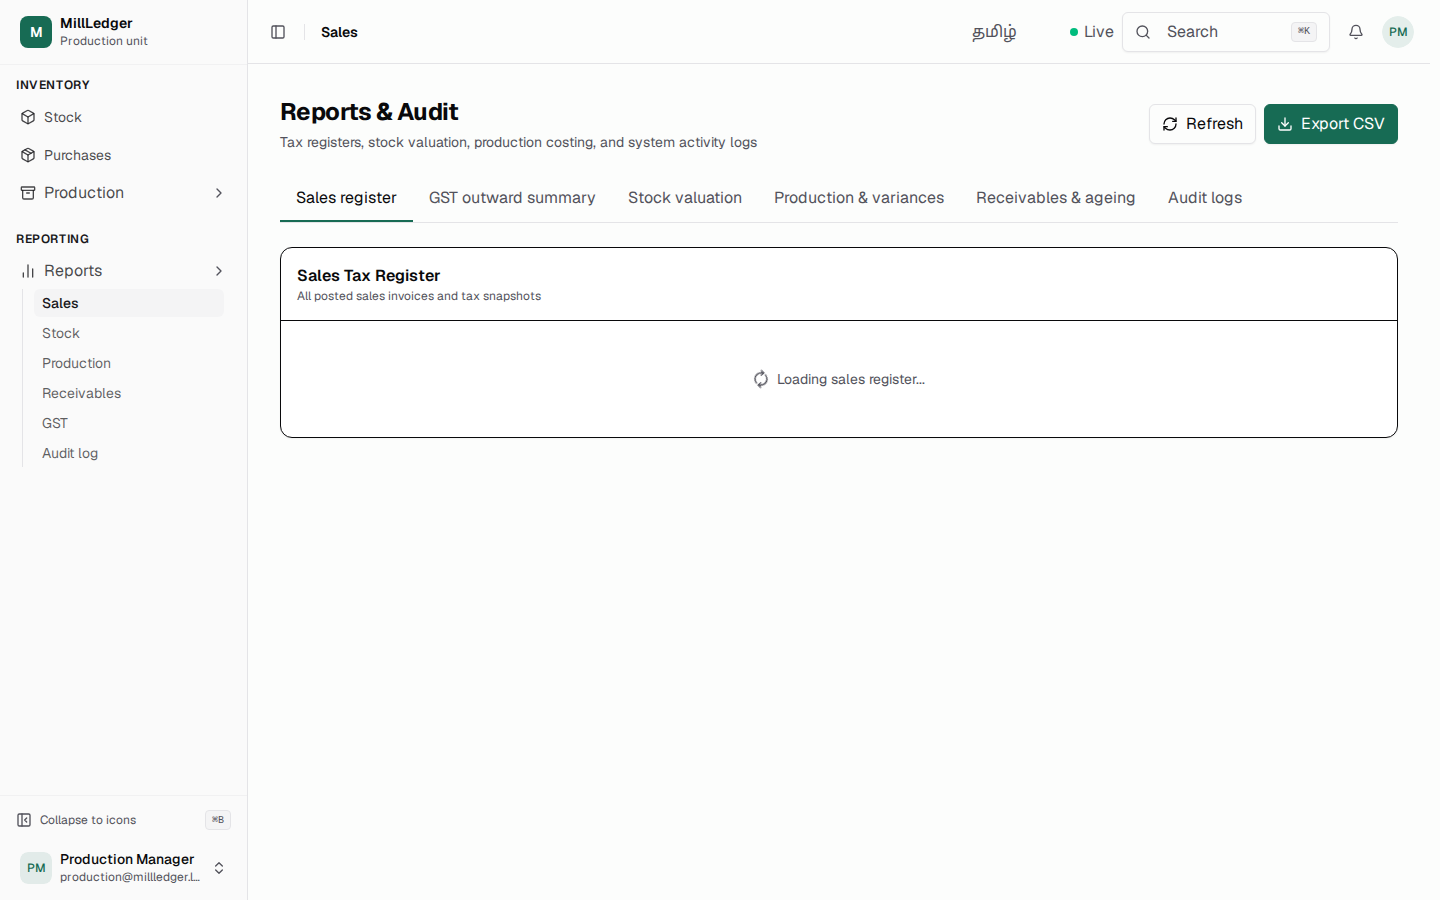 M
MillLedger
Production unit
INVENTORY
Stock
Purchases
Production
REPORTING
Reports
Sales
Stock
Production
Receivables
GST
Audit log
Collapse to icons
⌘B
PM
Production Manager
production@millledger.l...
Sales
தமிழ்
Live
Search
⌘K
PM
Reports & Audit
Tax registers, stock valuation, production costing, and system activity logs
Refresh
Export CSV
Sales register
GST outward summary
Stock valuation
Production & variances
Receivables & ageing
Audit logs
Sales Tax Register
All posted sales invoices and tax snapshots
Loading sales register...